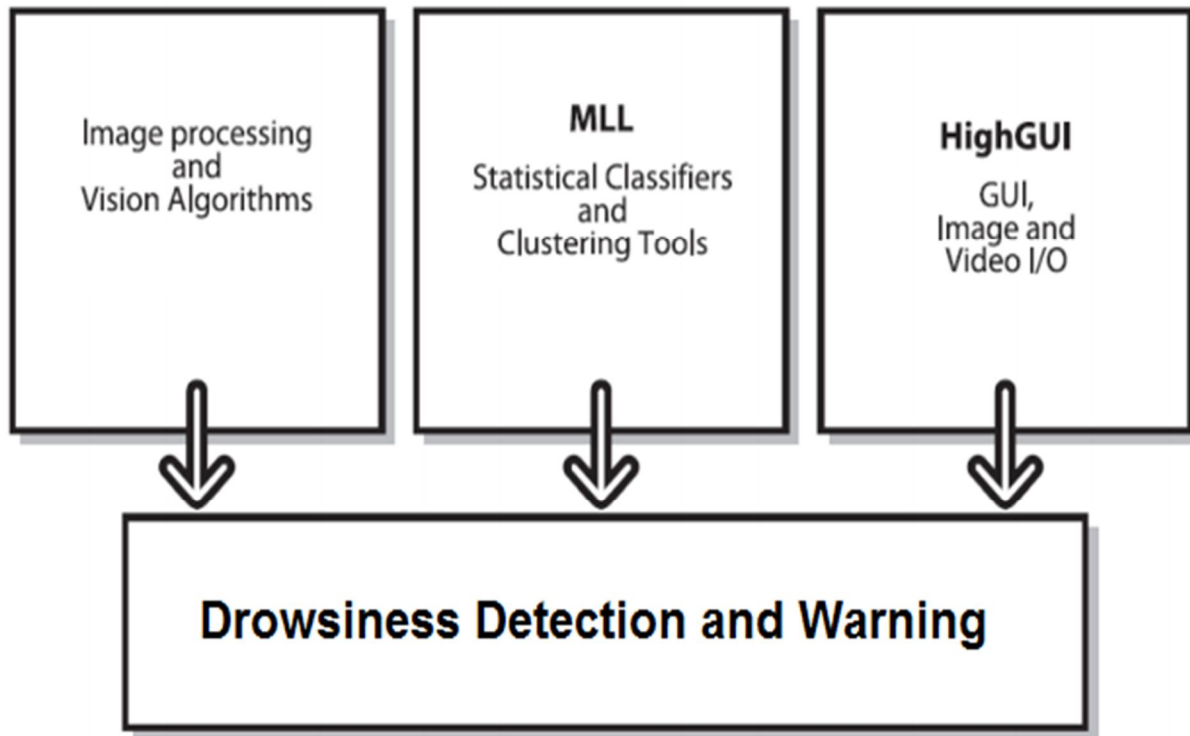 Image processing
and
Vision Algorithms
MLL
Statistical Classifiers
and
Clustering Tools
HighGUI
GUI,
Image and
Video I/O
Drowsiness Detection and Warning